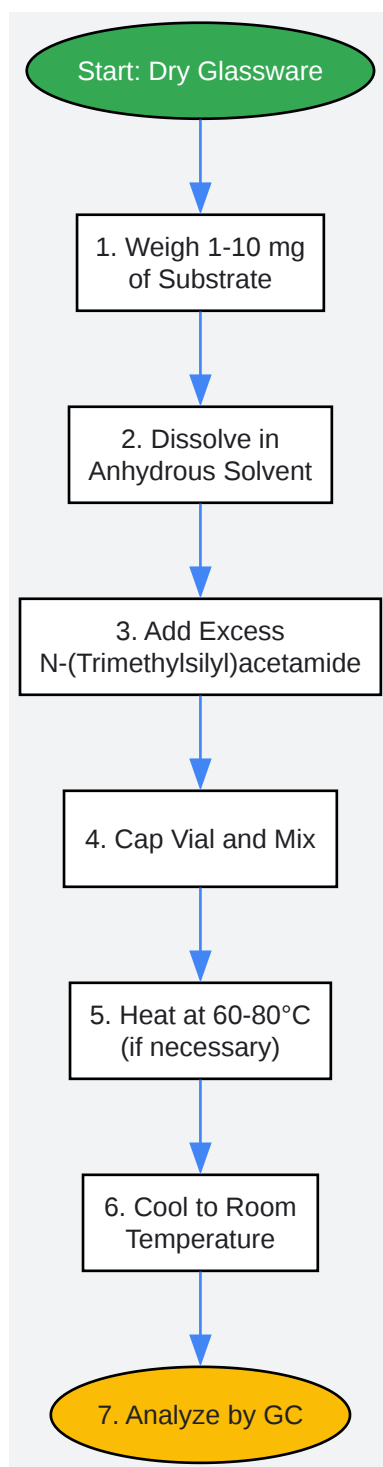 Start: Dry Glassware
1. Weigh 1-10 mg
of Substrate
2. Dissolve in
Anhydrous Solvent
3. Add Excess
N-(Trimethylsilyl)acetamide
4. Cap Vial and Mix
5. Heat at 60-80°C
(if necessary)
6. Cool to Room
Temperature
7. Analyze by GC